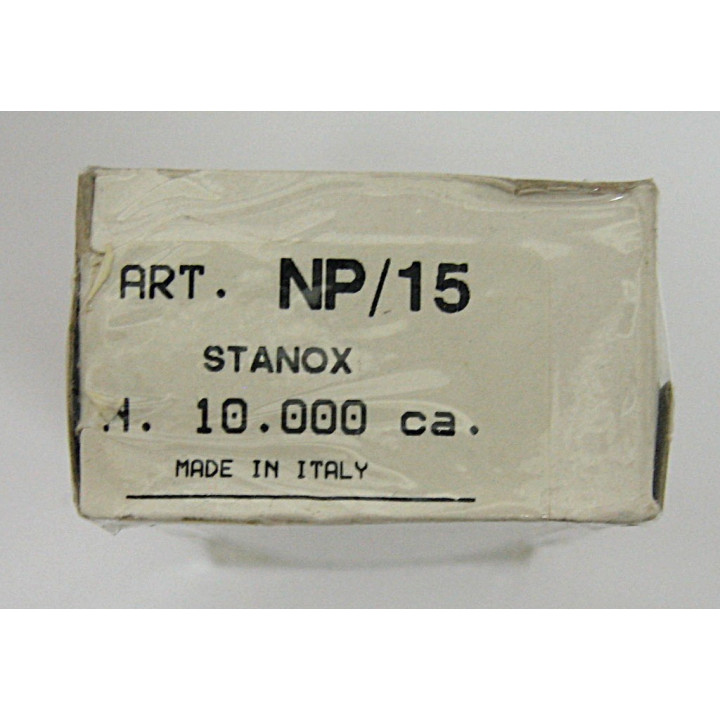 ART. NP/15
STANOX
10.000 ca.
MADE IN ITALY